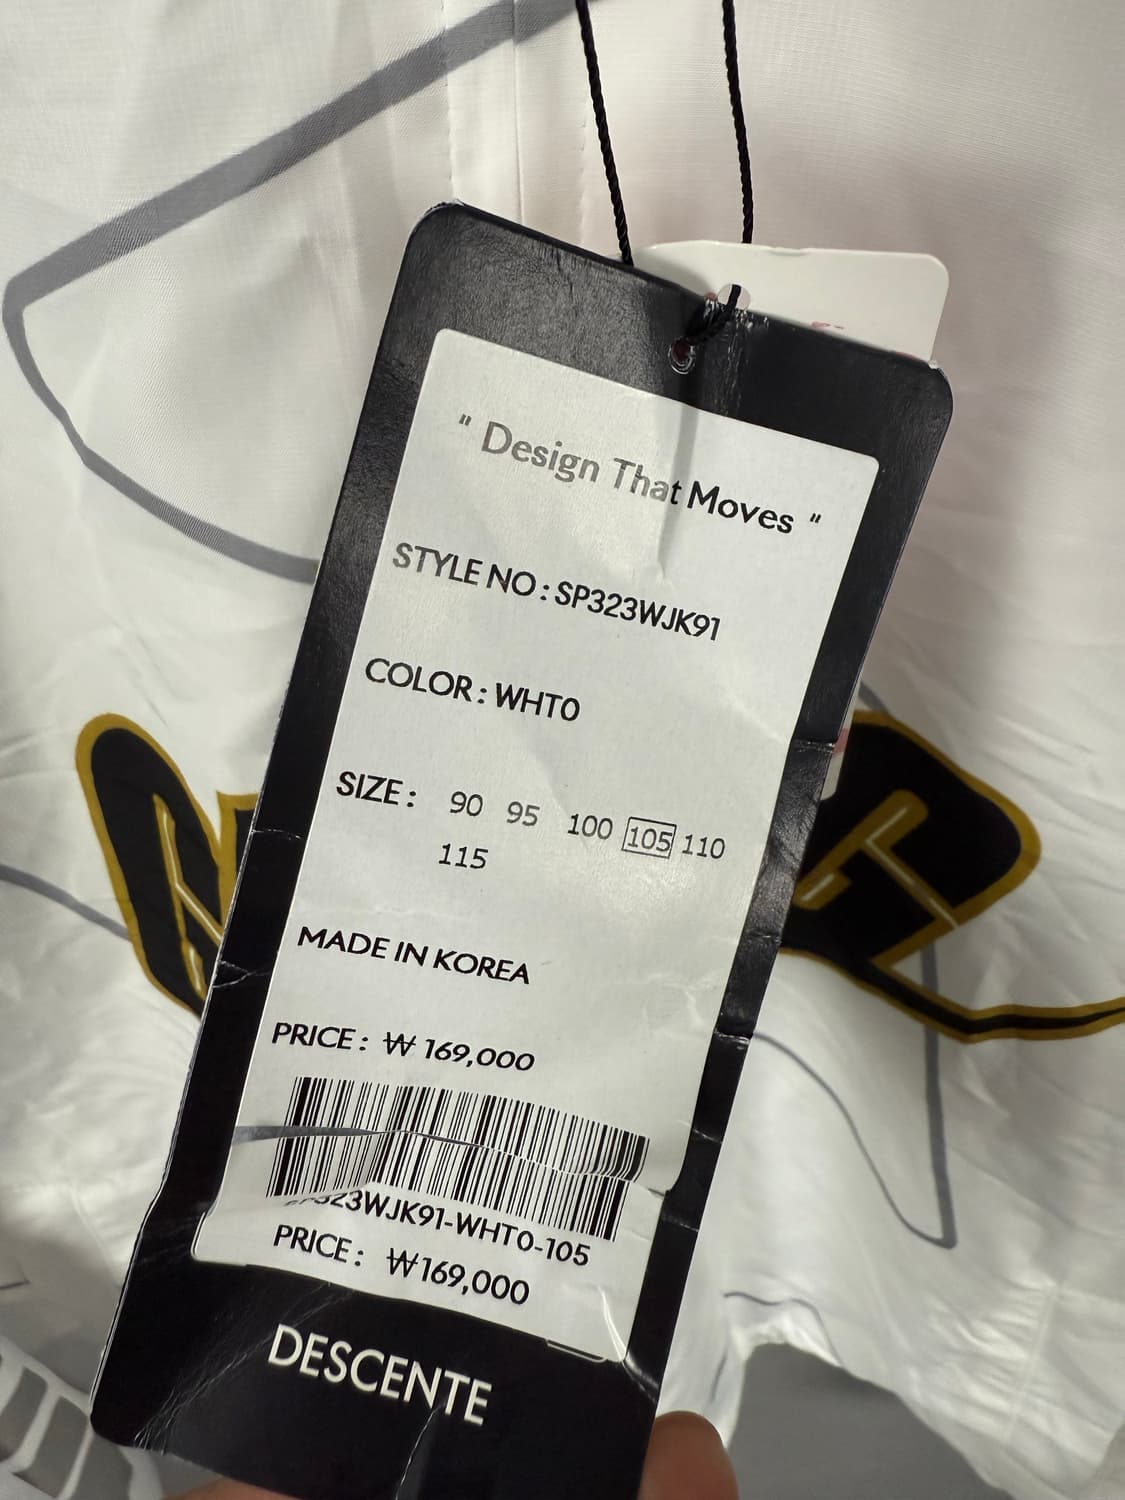 " Design That Moves "
STYLE NO : SP323WJK91
COLOR : WHT0
SIZE : 90 95 100 105 110
115
MADE IN KOREA
PRICE : ₩ 169,000
SP323WJK91-WHT0-105
PRICE : ₩169,000
DESCENTE